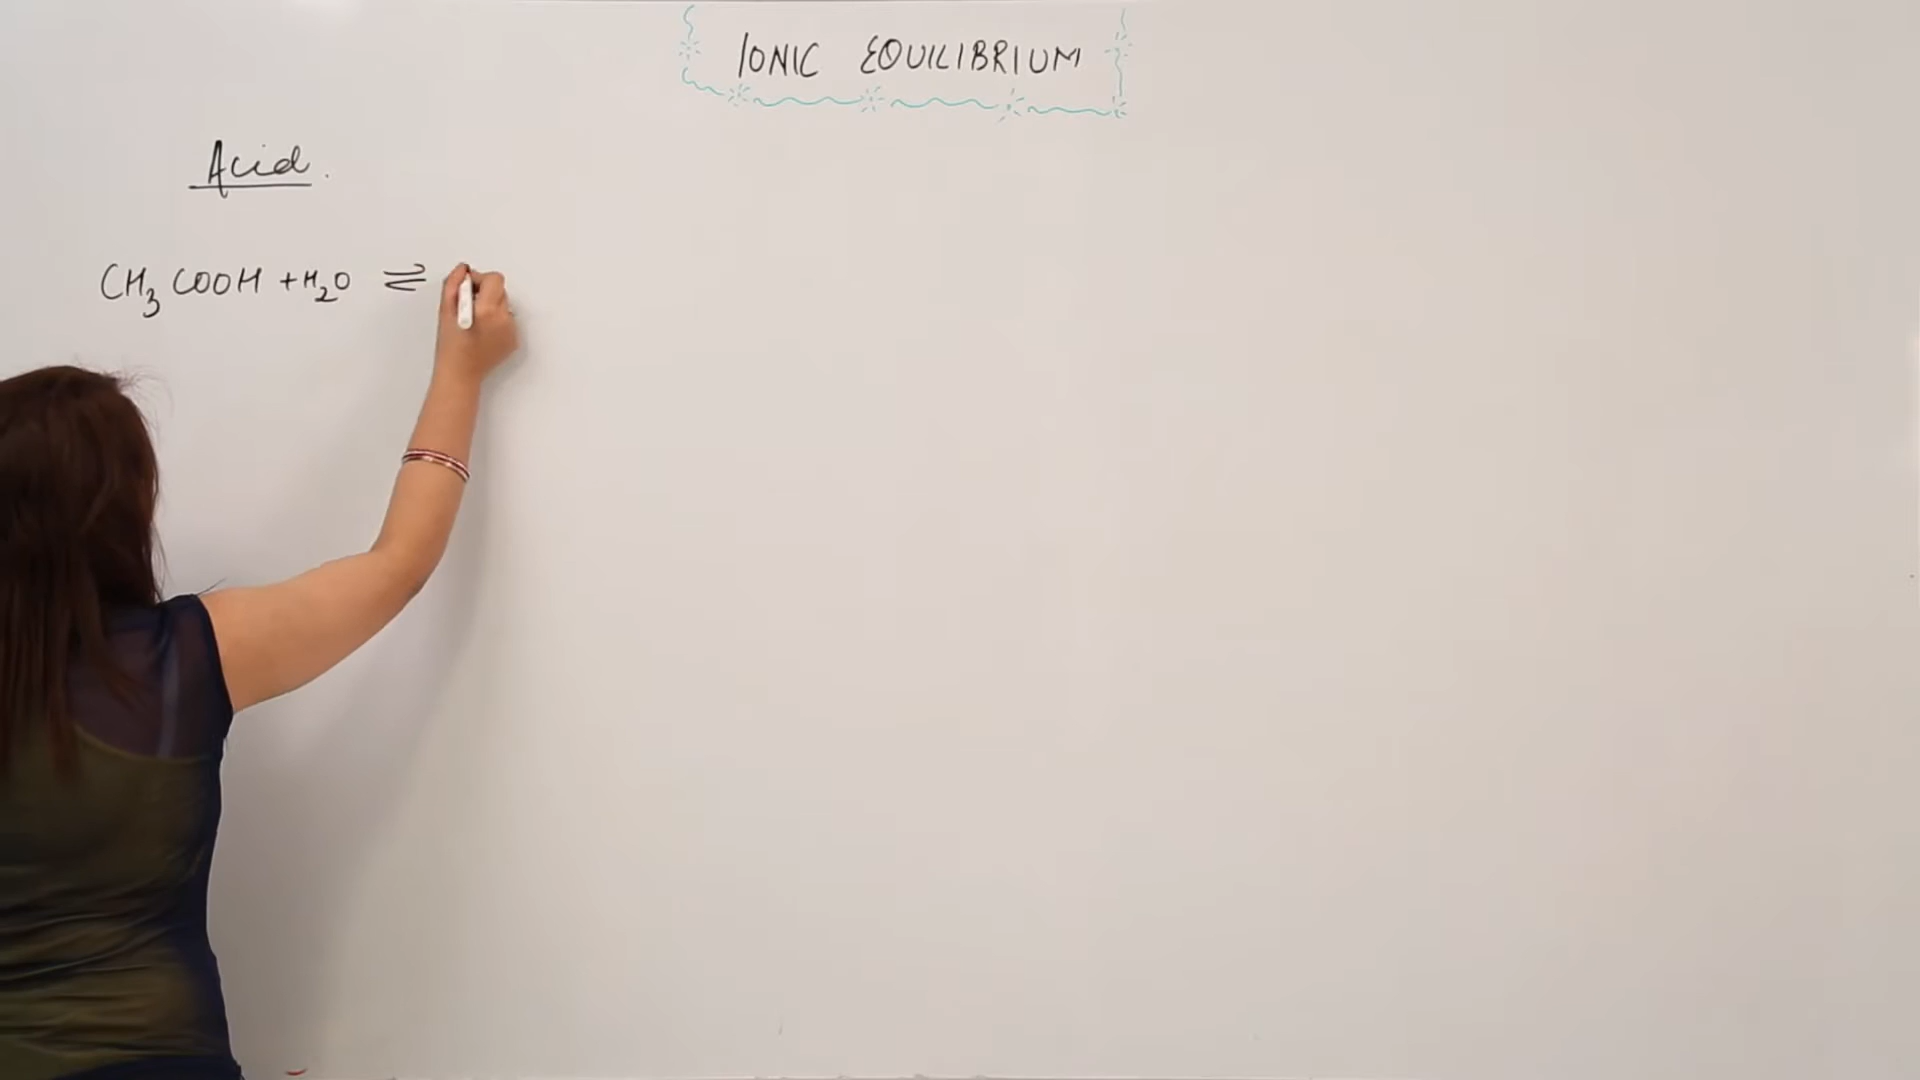 IONIC EQUILIBRIUM
Acid.
CH₃COOH + H₂O ⇌